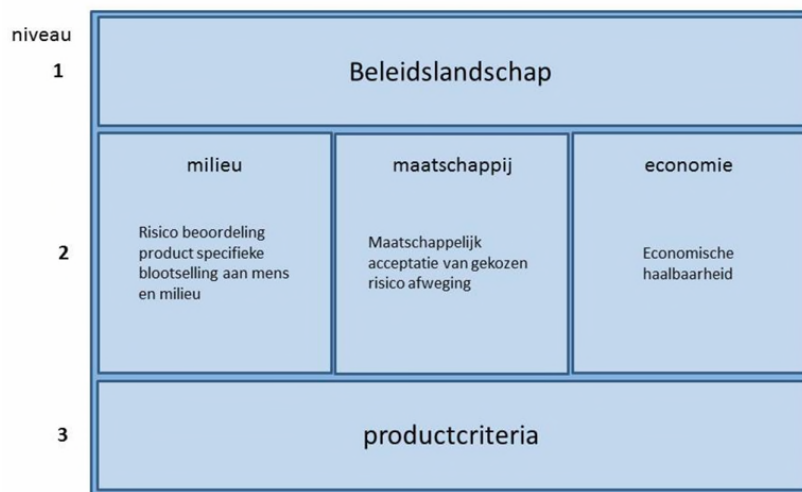 niveau
1
Beleidslandschap
2
milieu
Risico beoordeling
product specifieke
blootselling aan mens
en milieu
maatschappij
Maatschappelijk
acceptatie van gekozen
risico afweging
economie
Economische
haalbaarheid
3
productcriteria